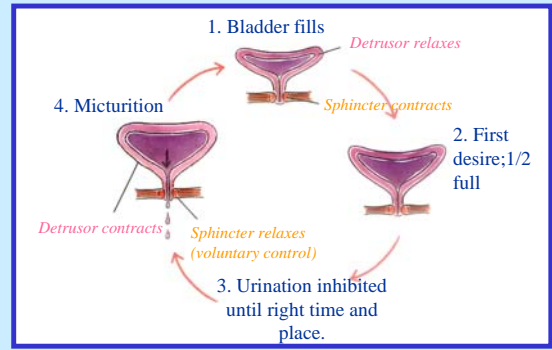 1. Bladder fills
Detrusor relaxes
Sphincter contracts
2. First
desire;1/2
full
3. Urination inhibited
until right time and
place.
4. Micturition
Detrusor contracts
Sphincter relaxes
(voluntary control)